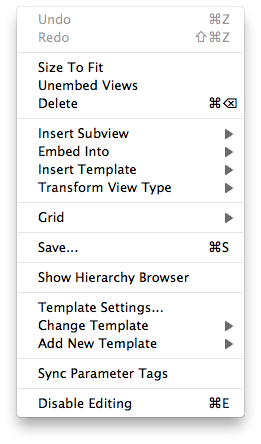 Undo ⌘Z
Redo ⇧⌘Z
Size To Fit
Unembed Views
Delete ⌘⌫
Insert Subview ▶
Embed Into ▶
Insert Template ▶
Transform View Type ▶
Grid ▶
Save... ⌘S
Show Hierarchy Browser
Template Settings...
Change Template ▶
Add New Template ▶
Sync Parameter Tags
Disable Editing ⌘E